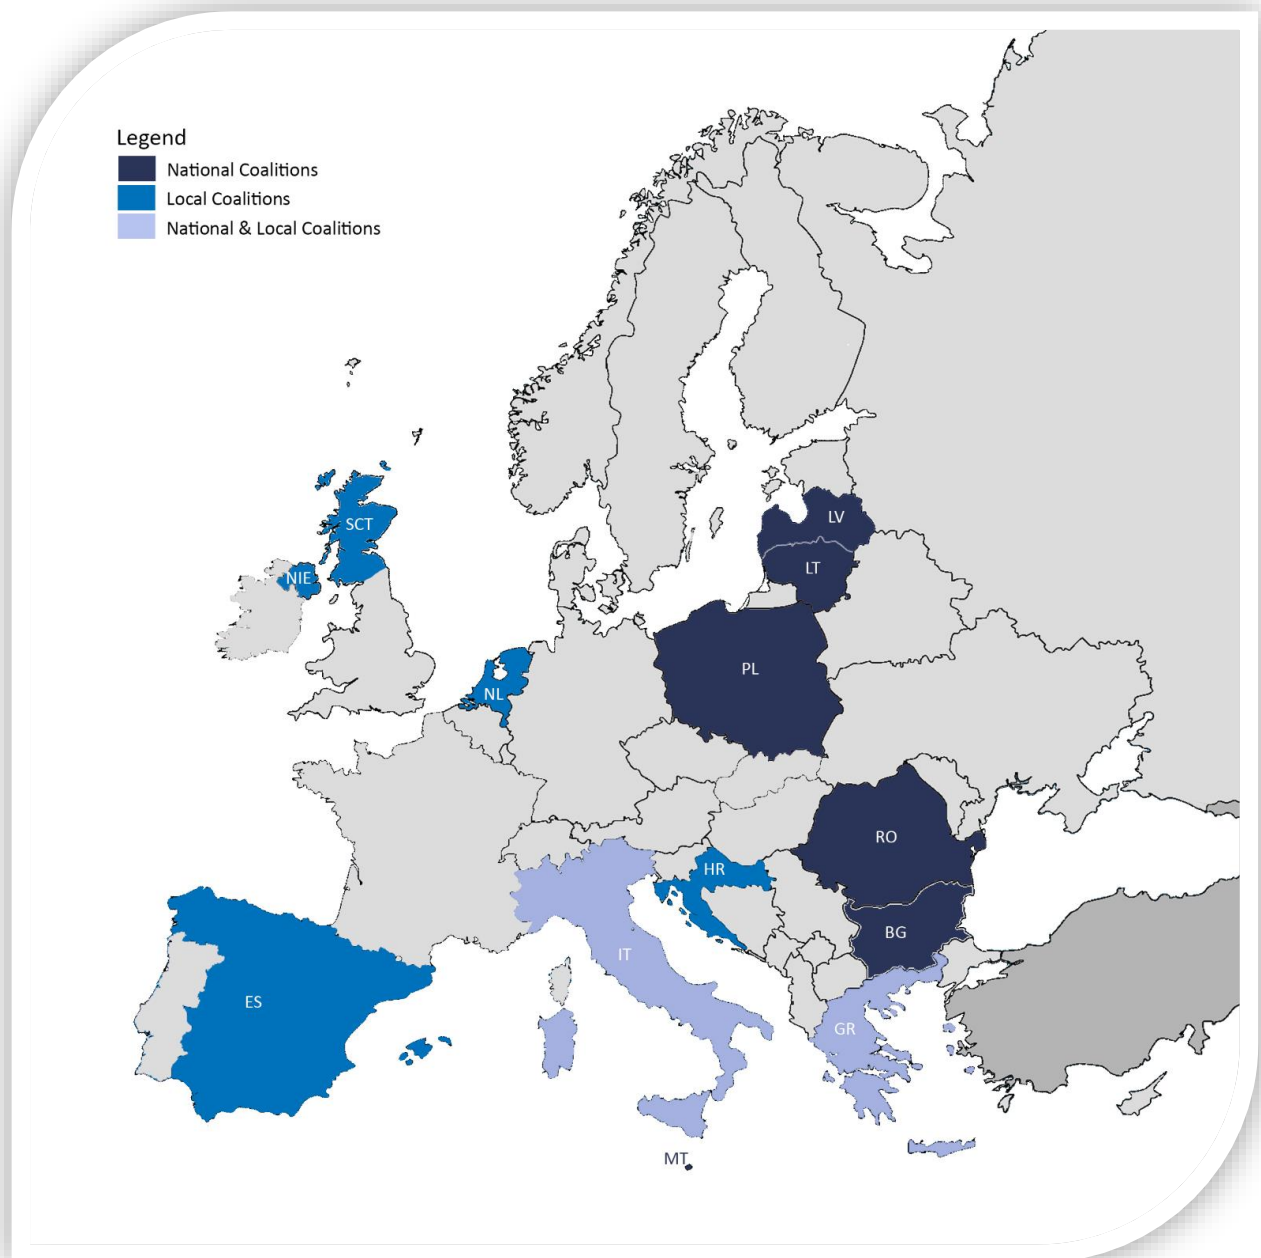 Legend
National Coalitions
Local Coalitions
National & Local Coalitions
SCT
LV
NIE
LT
PL
NL
RO
HR
BG
IT
ES
GR
MT